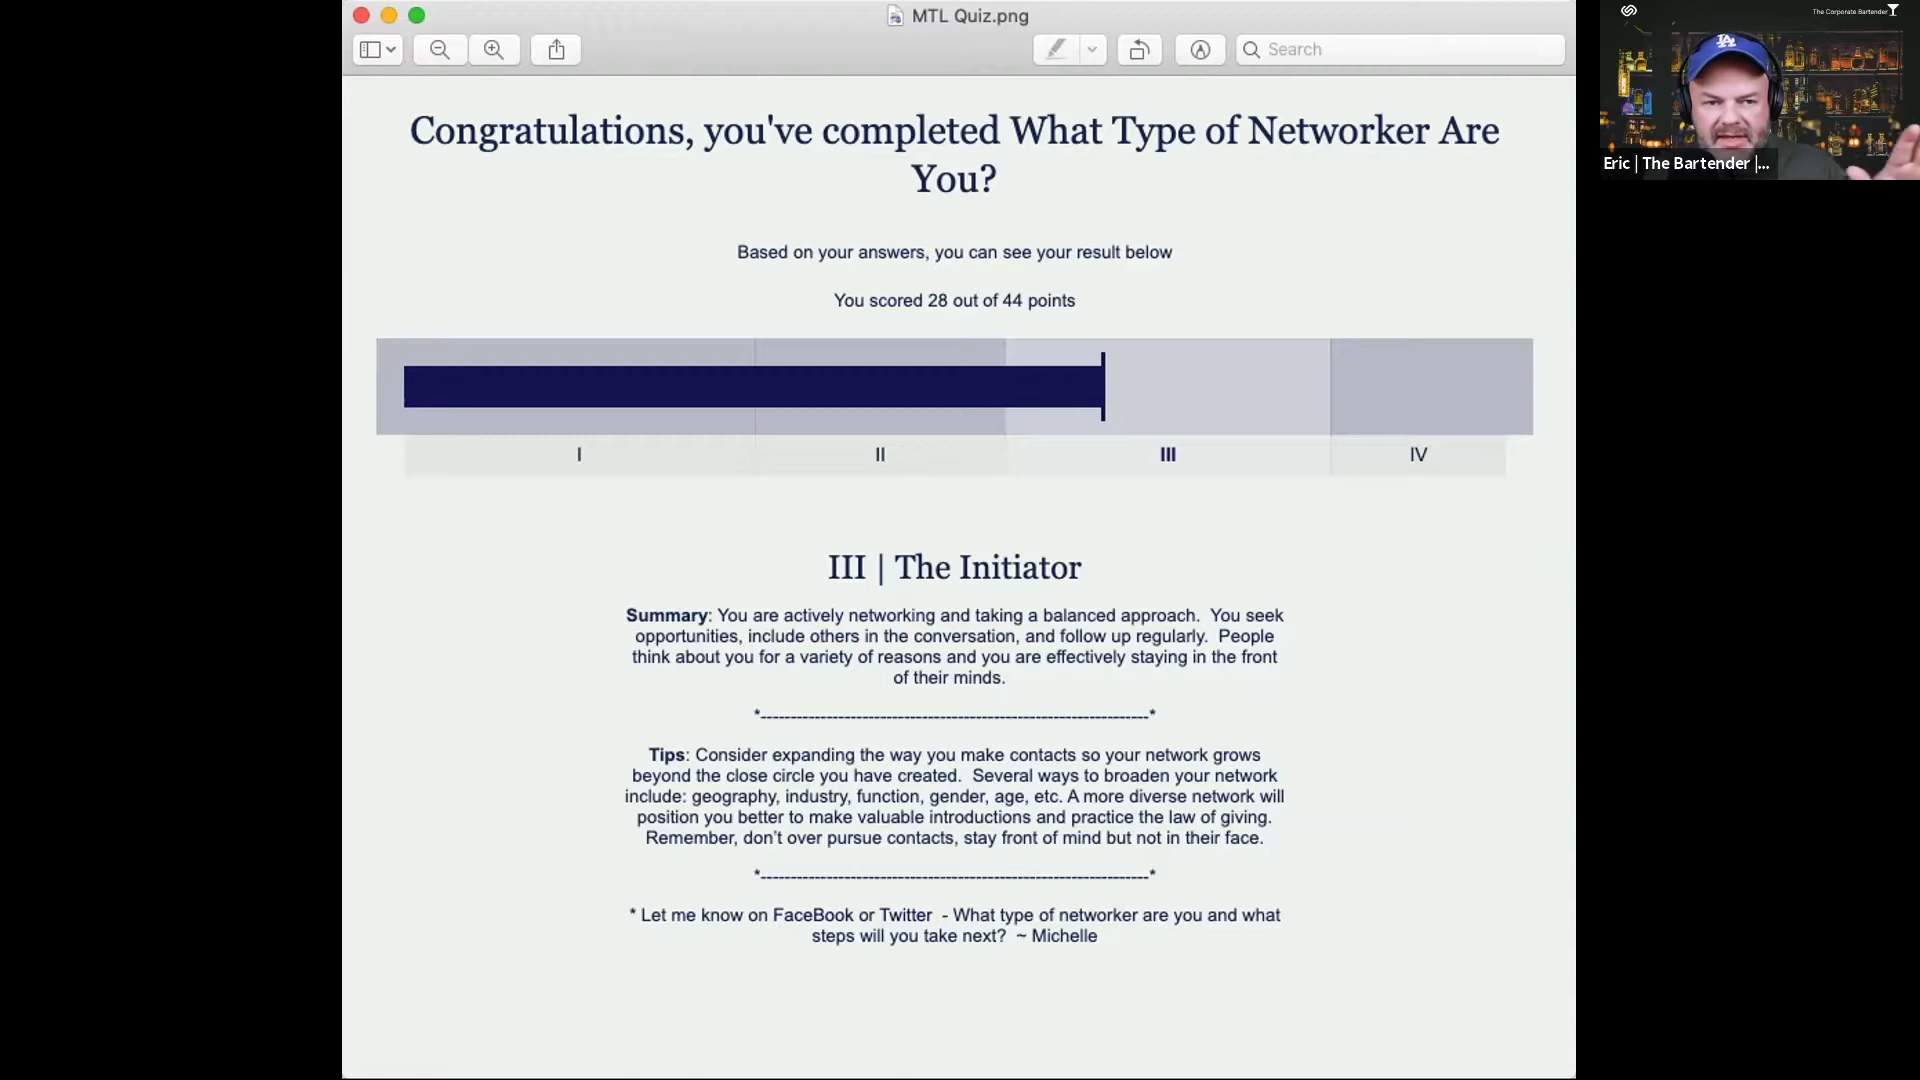 MTL Quiz.png
Search
Congratulations, you've completed What Type of Networker Are
You?
Based on your answers, you can see your result below
You scored 28 out of 44 points
I
II
III
IV
III | The Initiator
Summary: You are actively networking and taking a balanced approach.  You seek
opportunities, include others in the conversation, and follow up regularly.  People
think about you for a variety of reasons and you are effectively staying in the front
of their minds.
*-----------------------------------------------------------------*
Tips: Consider expanding the way you make contacts so your network grows
beyond the close circle you have created.  Several ways to broaden your network
include: geography, industry, function, gender, age, etc. A more diverse network will
position you better to make valuable introductions and practice the law of giving.
Remember, don't over pursue contacts, stay front of mind but not in their face.
*-----------------------------------------------------------------*
* Let me know on FaceBook or Twitter  - What type of networker are you and what
steps will you take next?  ~ Michelle
The Corporate Bartender
LA
Eric | The Bartender |...